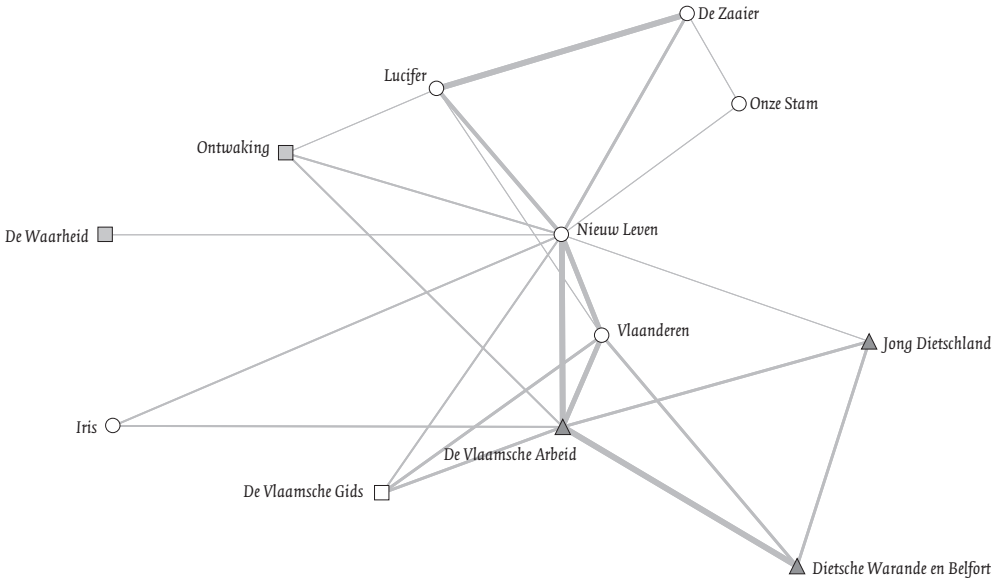 De Zaaier
Lucifer
Onze Stam
Ontwaking
Nieuw Leven
De Waarheid
Vlaanderen
Jong Dietschland
Iris
De Vlaamsche Arbeid
De Vlaamsche Gids
Dietsche Warande en Belfort